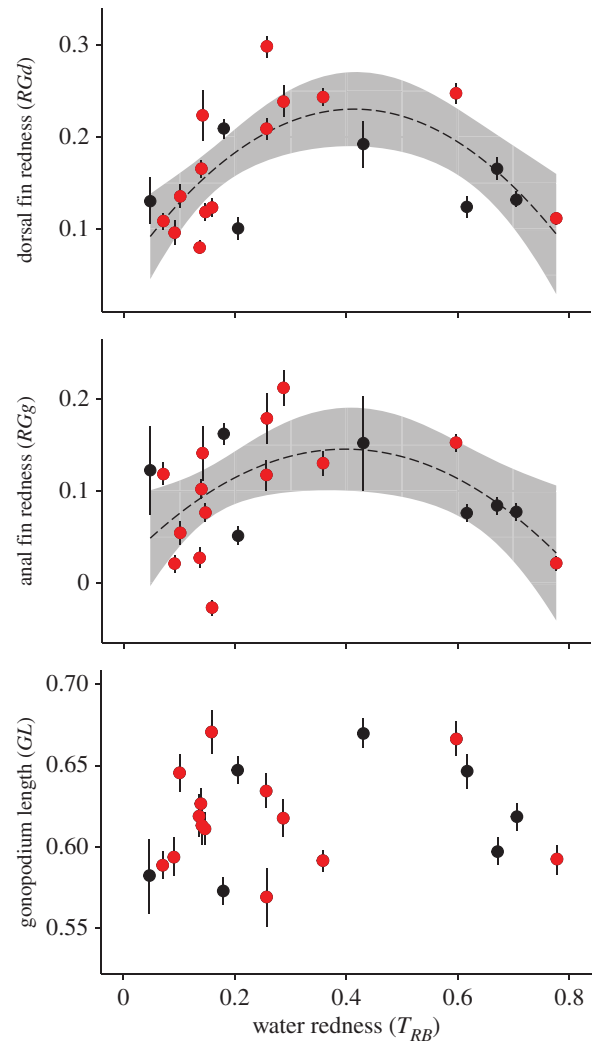 0.3
0.2
0.1
dorsal fin redness (RGd)
0.2
0.1
0
anal fin redness (RGg)
0.70
0.65
0.60
0.55
gonopodium length (GL)
0 0.2 0.4 0.6 0.8
water redness (T_RB)